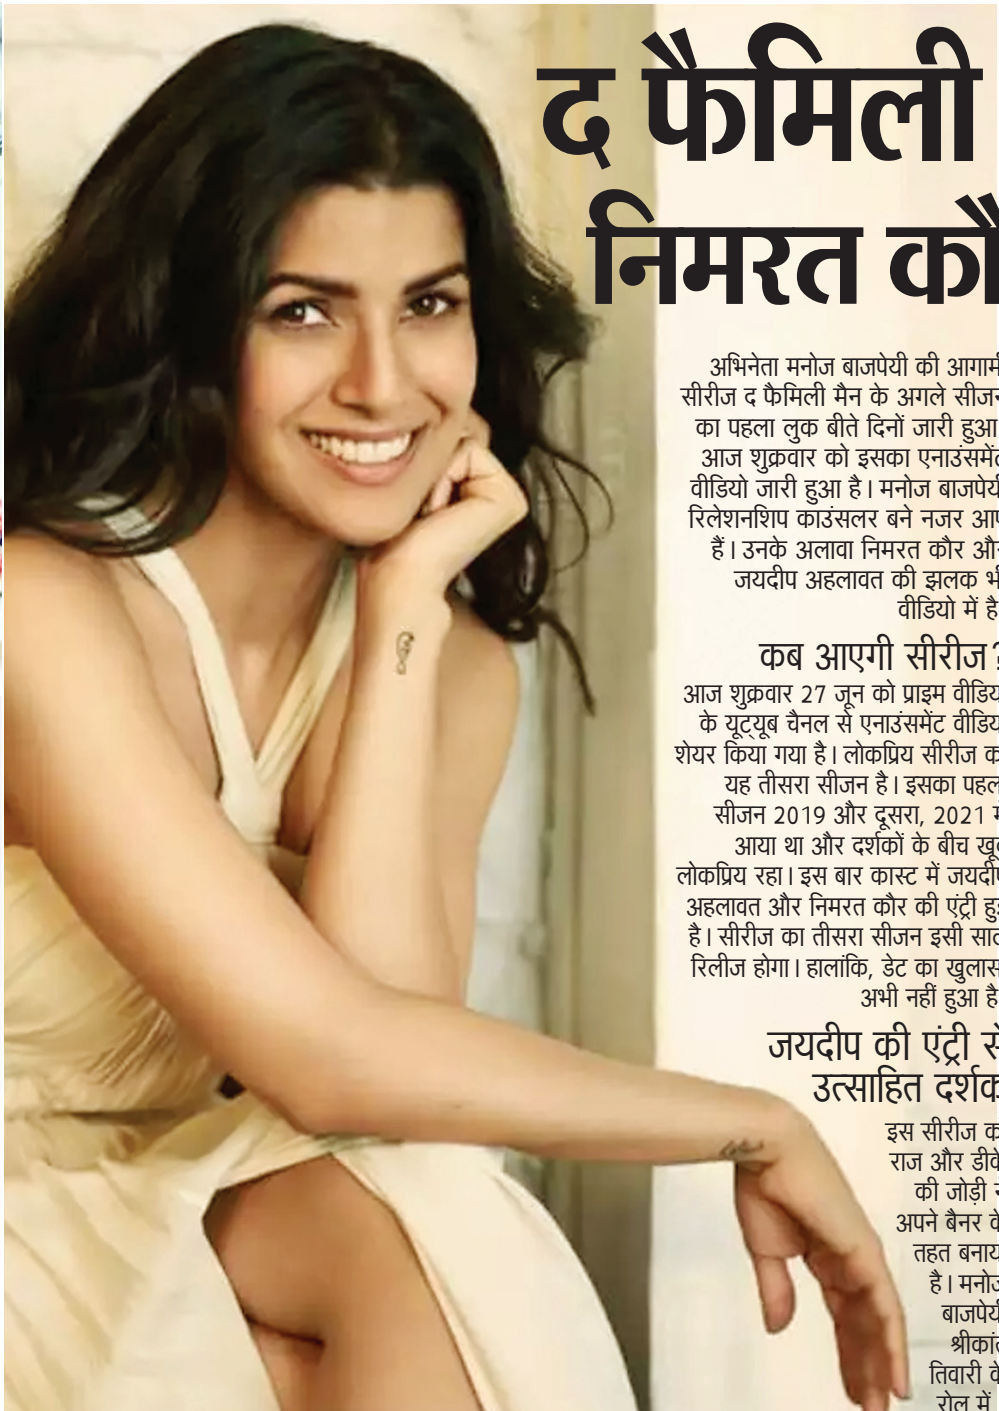 द फैमिली
निमरत कौ
अभिनेता मनोज बाजपेयी की आगामी
सीरीज द फैमिली मैन के अगले सीजन
का पहला लुक बीते दिनों जारी हुआ
आज शुक्रवार को इसका एनाउंसमेंट
वीडियो जारी हुआ है। मनोज बाजपेयी
रिलेशनशिप काउंसलर बने नजर आए
हैं। उनके अलावा निमरत कौर और
जयदीप अहलावत की झलक भी
वीडियो में है
कब आएगी सीरीज?
आज शुक्रवार 27 जून को प्राइम वीडिय
के यूट्यूब चैनल से एनाउंसमेंट वीडिय
शेयर किया गया है। लोकप्रिय सीरीज क
यह तीसरा सीजन है। इसका पहल
सीजन 2019 और दूसरा, 2021 में
आया था और दर्शकों के बीच खूब
लोकप्रिय रहा। इस बार कास्ट में जयदीप
अहलावत और निमरत कौर की एंट्री हुई
है। सीरीज का तीसरा सीजन इसी साल
रिलीज होगा। हालांकि, डेट का खुलास
अभी नहीं हुआ है
जयदीप की एंट्री से
उत्साहित दर्शक
इस सीरीज क
राज और डीके
की जोड़ी
अपने बैनर के
तहत बनाय
है। मनोज
बाजपेयी
श्रीकांत
तिवारी के
रोल में